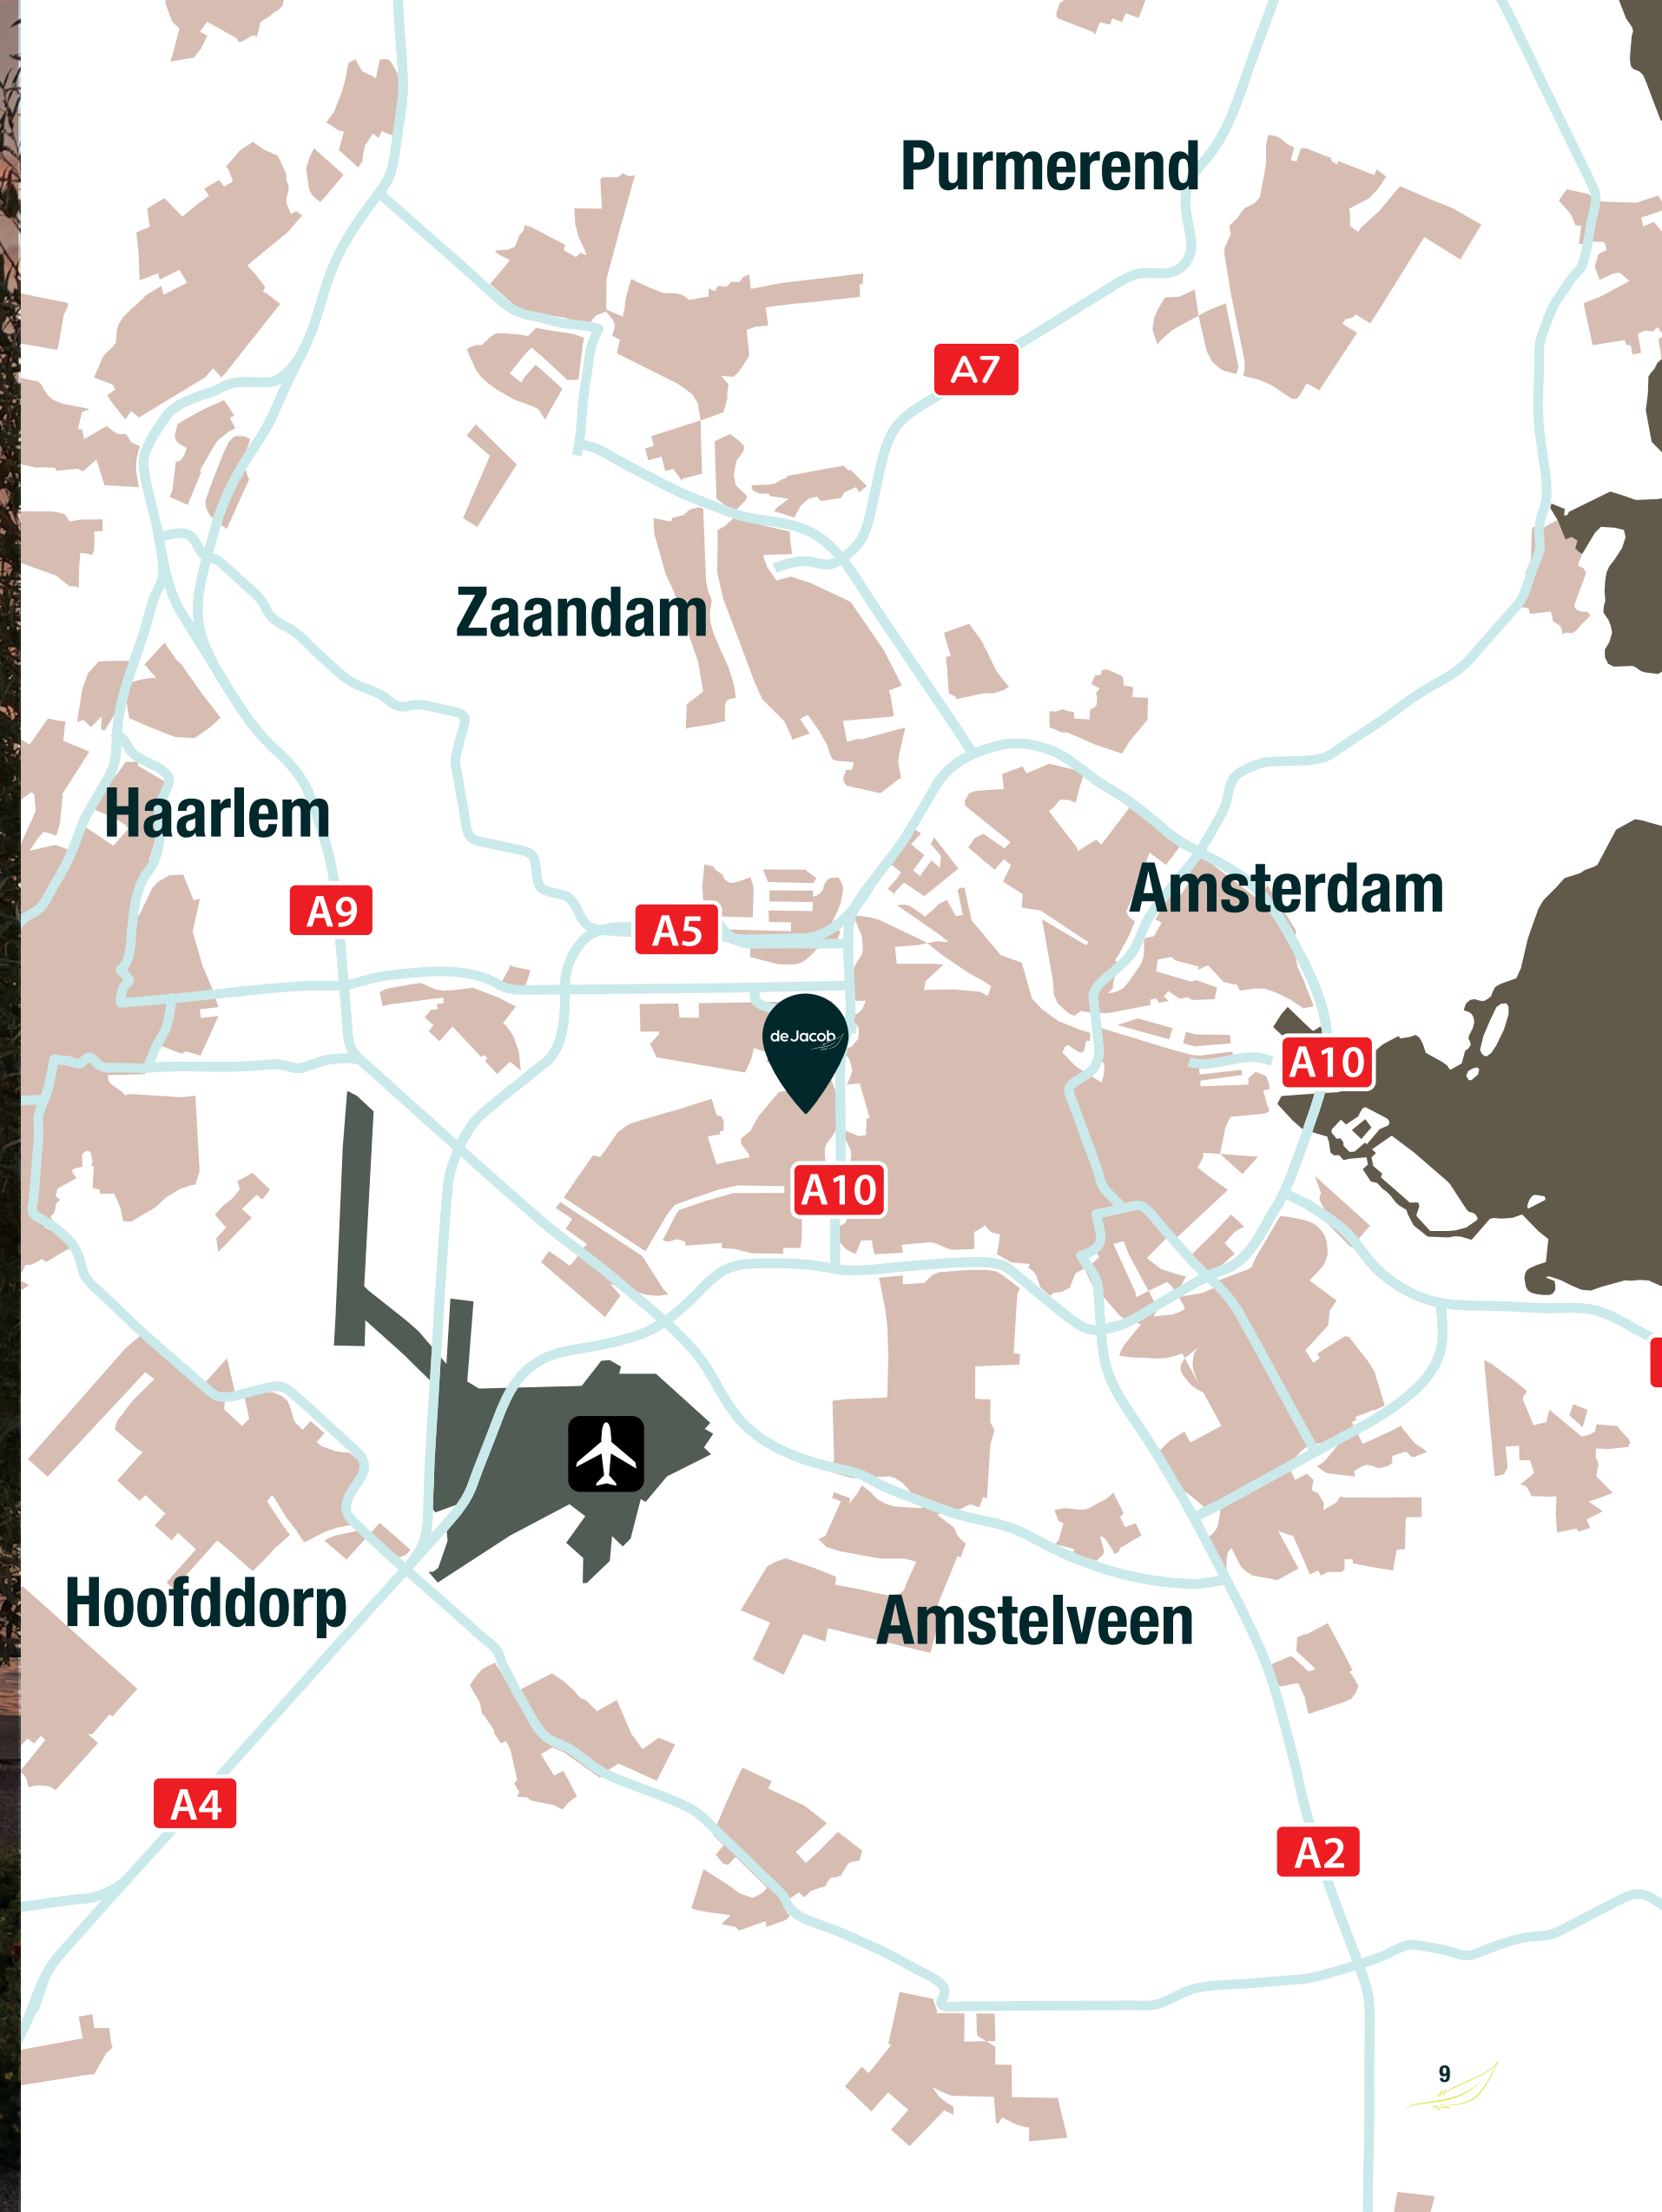 Purmerend
A7
Zaandam
Haarlem
Amsterdam
A9
A5
de Jacob
A10
A10
Hoofddorp
Amstelveen
A4
A2
9